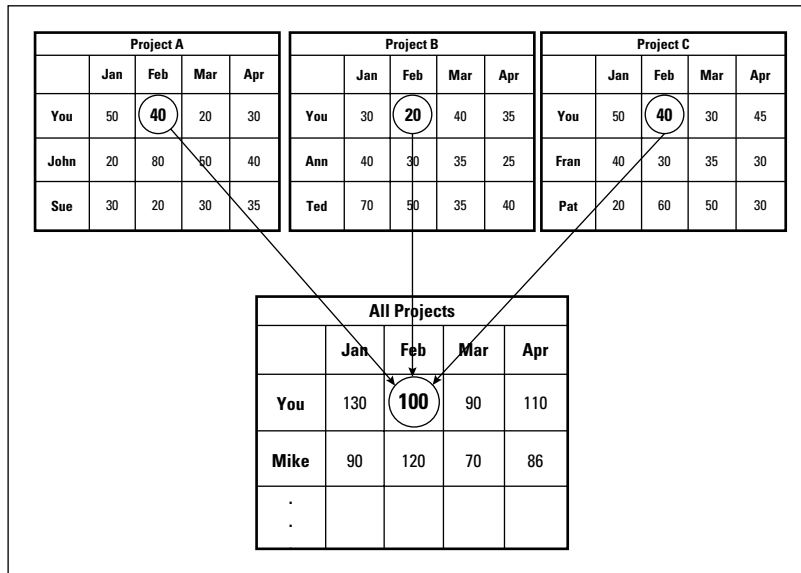 Project A
Jan Feb Mar Apr
You 50 40 20 30
John 20 80 50 40
Sue 30 20 30 35
Project B
Jan Feb Mar Apr
You 30 20 40 35
Ann 40 30 35 25
Ted 70 50 35 40
Project C
Jan Feb Mar Apr
You 50 40 30 45
Fran 40 30 35 30
Pat 20 60 50 30
All Projects
Jan Feb Mar Apr
You 130 100 90 110
Mike 90 120 70 86
.
.
.